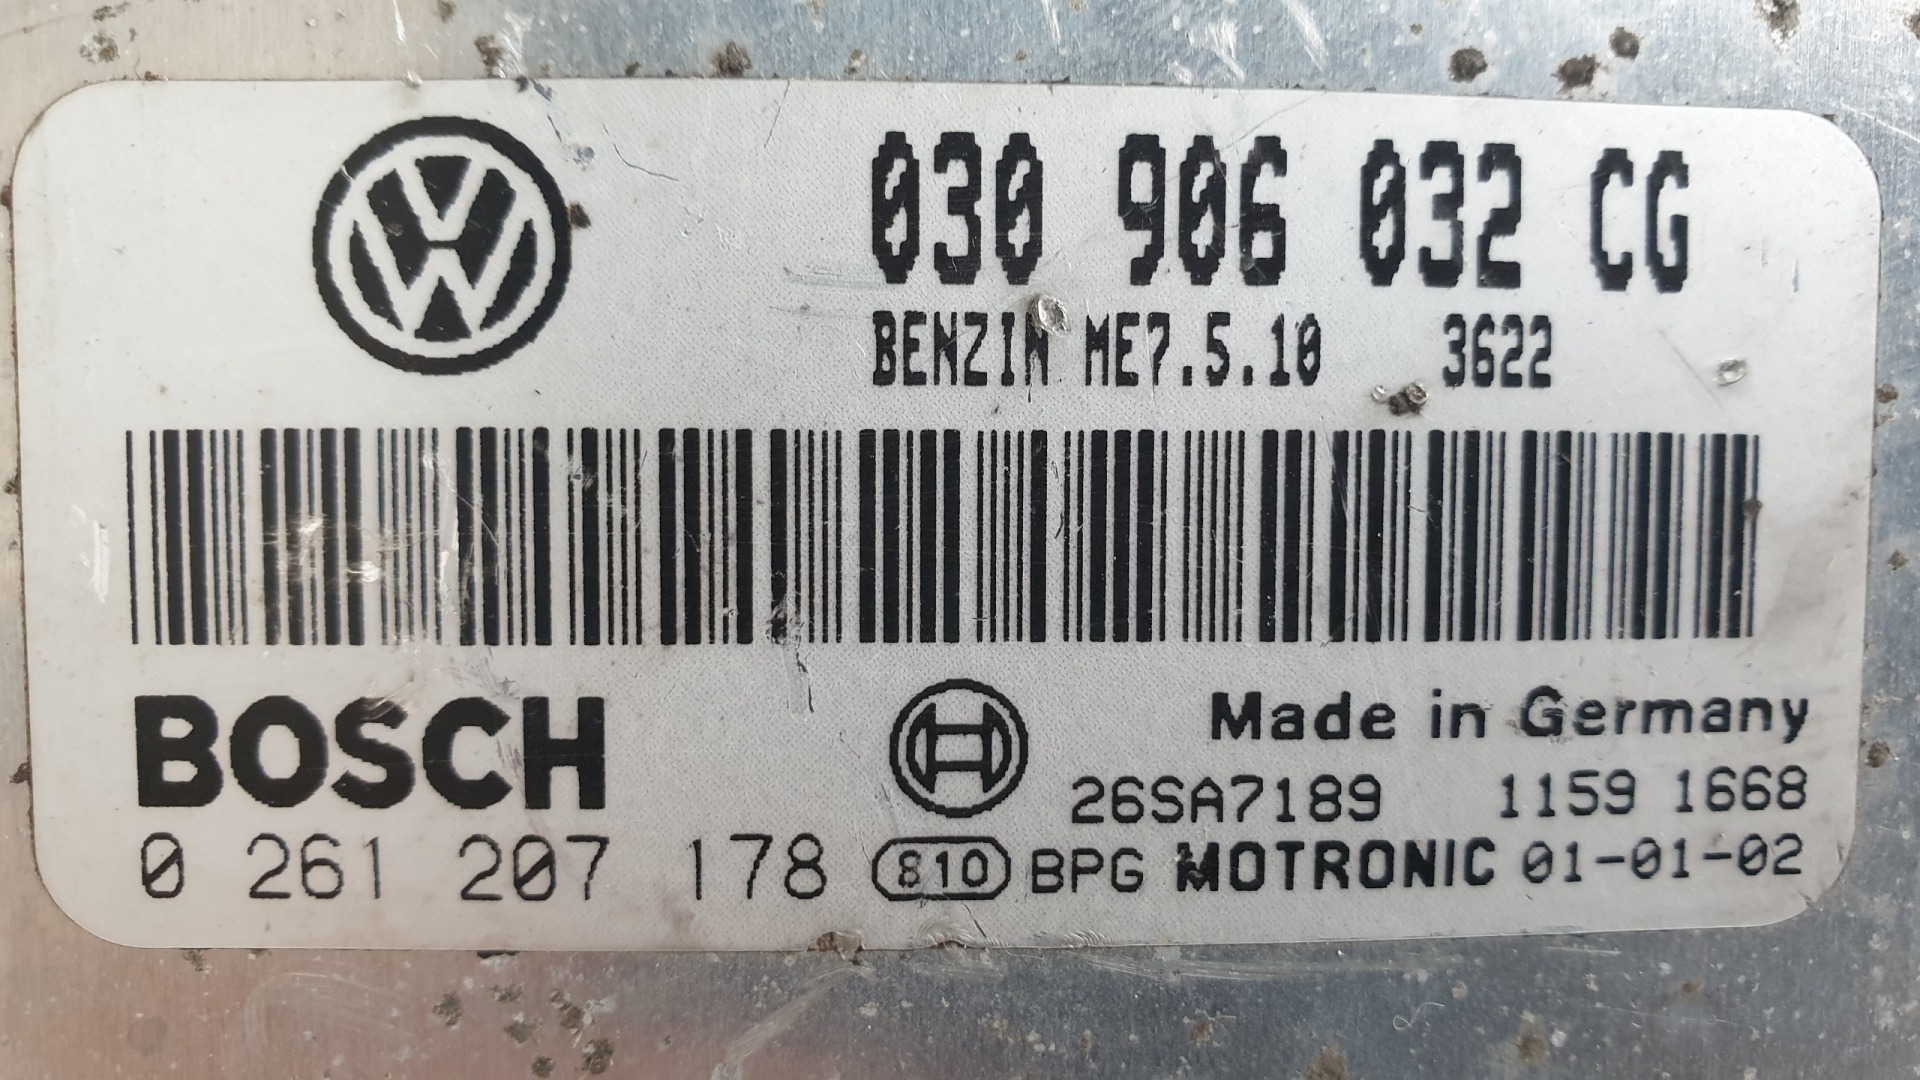 030 906 032 CG
BENZIN ME7.5.10 3622
BOSCH
Made in Germany
26SA7189 1159 1668
0 261 207 178 810 BPG MOTRONIC 01-01-02